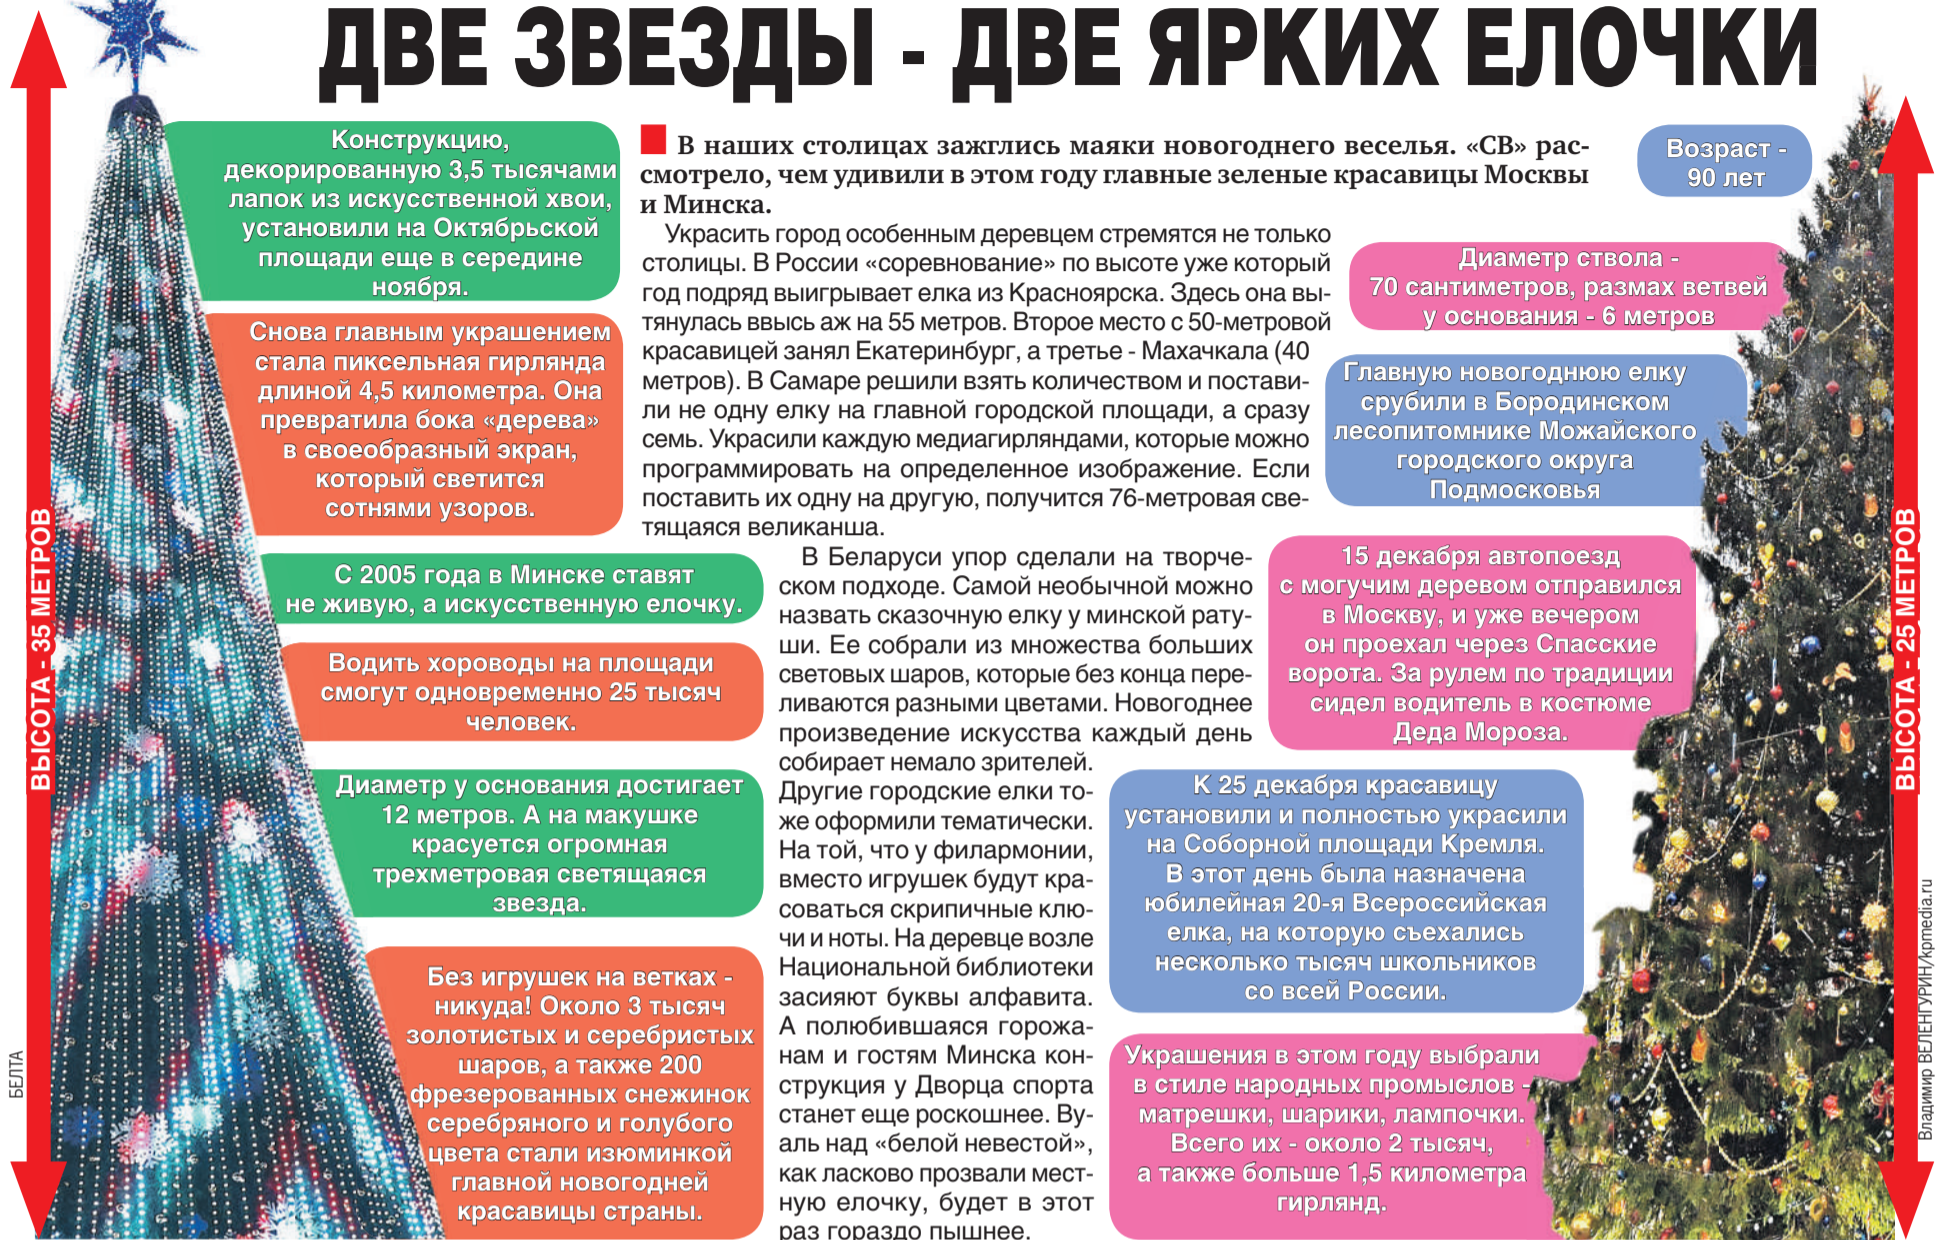 ДВЕ ЗВЕЗДЫ - ДВЕ ЯРКИХ ЕЛОЧКИ
ВЫСОТА - 35 МЕТРОВ
БЕЛТА
Конструкцию,
декорированную 3,5 тысячами
лапок из искусственной хвои,
установили на Октябрьской
площади еще в середине
ноября.
Снова главным украшением
стала пиксельная гирлянда
длиной 4,5 километра. Она
превратила бока «дерева»
в своеобразный экран,
который светится
сотнями узоров.
С 2005 года в Минске ставят
не живую, а искусственную елочку.
Водить хороводы на площади
смогут одновременно 25 тысяч
человек.
Диаметр у основания достигает
12 метров. А на макушке
красуется огромная
трехметровая светящаяся
звезда.
Без игрушек на ветках -
никуда! Около 3 тысяч
золотистых и серебристых
шаров, а также 200
фрезерованных снежинок
серебряного и голубого
цвета стали изюминкой
главной новогодней
красавицы страны.
В наших столицах зажглись маяки новогоднего веселья. «СВ» рас-
смотрело, чем удивили в этом году главные зеленые красавицы Москвы
и Минска.
Украсить город особенным деревцем стремятся не только
столицы. В России «соревнование» по высоте уже который
год подряд выигрывает елка из Красноярска. Здесь она вы-
тянулась ввысь аж на 55 метров. Второе место с 50-метровой
красавицей занял Екатеринбург, а третье - Махачкала (40
метров). В Самаре решили взять количеством и постави-
ли не одну елку на главной городской площади, а сразу
семь. Украсили каждую медиагирляндами, которые можно
программировать на определенное изображение. Если
поставить их одну на другую, получится 76-метровая све-
тящаяся великанша.
В Беларуси упор сделали на творче-
ском подходе. Самой необычной можно
назвать сказочную елку у минской рату-
ши. Ее собрали из множества больших
световых шаров, которые без конца пере-
ливаются разными цветами. Новогоднее
произведение искусства каждый день
собирает немало зрителей.
Другие городские елки то-
же оформили тематически.
На той, что у филармонии,
вместо игрушек будут кра-
соваться скрипичные клю-
чи и ноты. На деревце возле
Национальной библиотеки
засияют буквы алфавита.
А полюбившаяся горожа-
нам и гостям Минска кон-
струкция у Дворца спорта
станет еще роскошнее. Ву-
аль над «белой невестой»,
как ласково прозвали мест-
ную елочку, будет в этот
раз гораздо пышнее.
Возраст -
90 лет
Диаметр ствола -
70 сантиметров, размах ветвей
у основания - 6 метров
Главную новогоднюю елку
срубили в Бородинском
лесопитомнике Можайского
городского округа
Подмосковья
15 декабря автопоезд
с могучим деревом отправился
в Москву, и уже вечером
он проехал через Спасские
ворота. За рулем по традиции
сидел водитель в костюме
Деда Мороза.
К 25 декабря красавицу
установили и полностью украсили
на Соборной площади Кремля.
В этот день была назначена
юбилейная 20-я Всероссийская
елка, на которую съехались
несколько тысяч школьников
со всей России.
Украшения в этом году выбрали
в стиле народных промыслов -
матрешки, шарики, лампочки.
Всего их - около 2 тысяч,
а также больше 1,5 километра
гирлянд.
ВЫСОТА - 25 МЕТРОВ
Владимир ВЕЛЕНГУРИН/kpmedia.ru